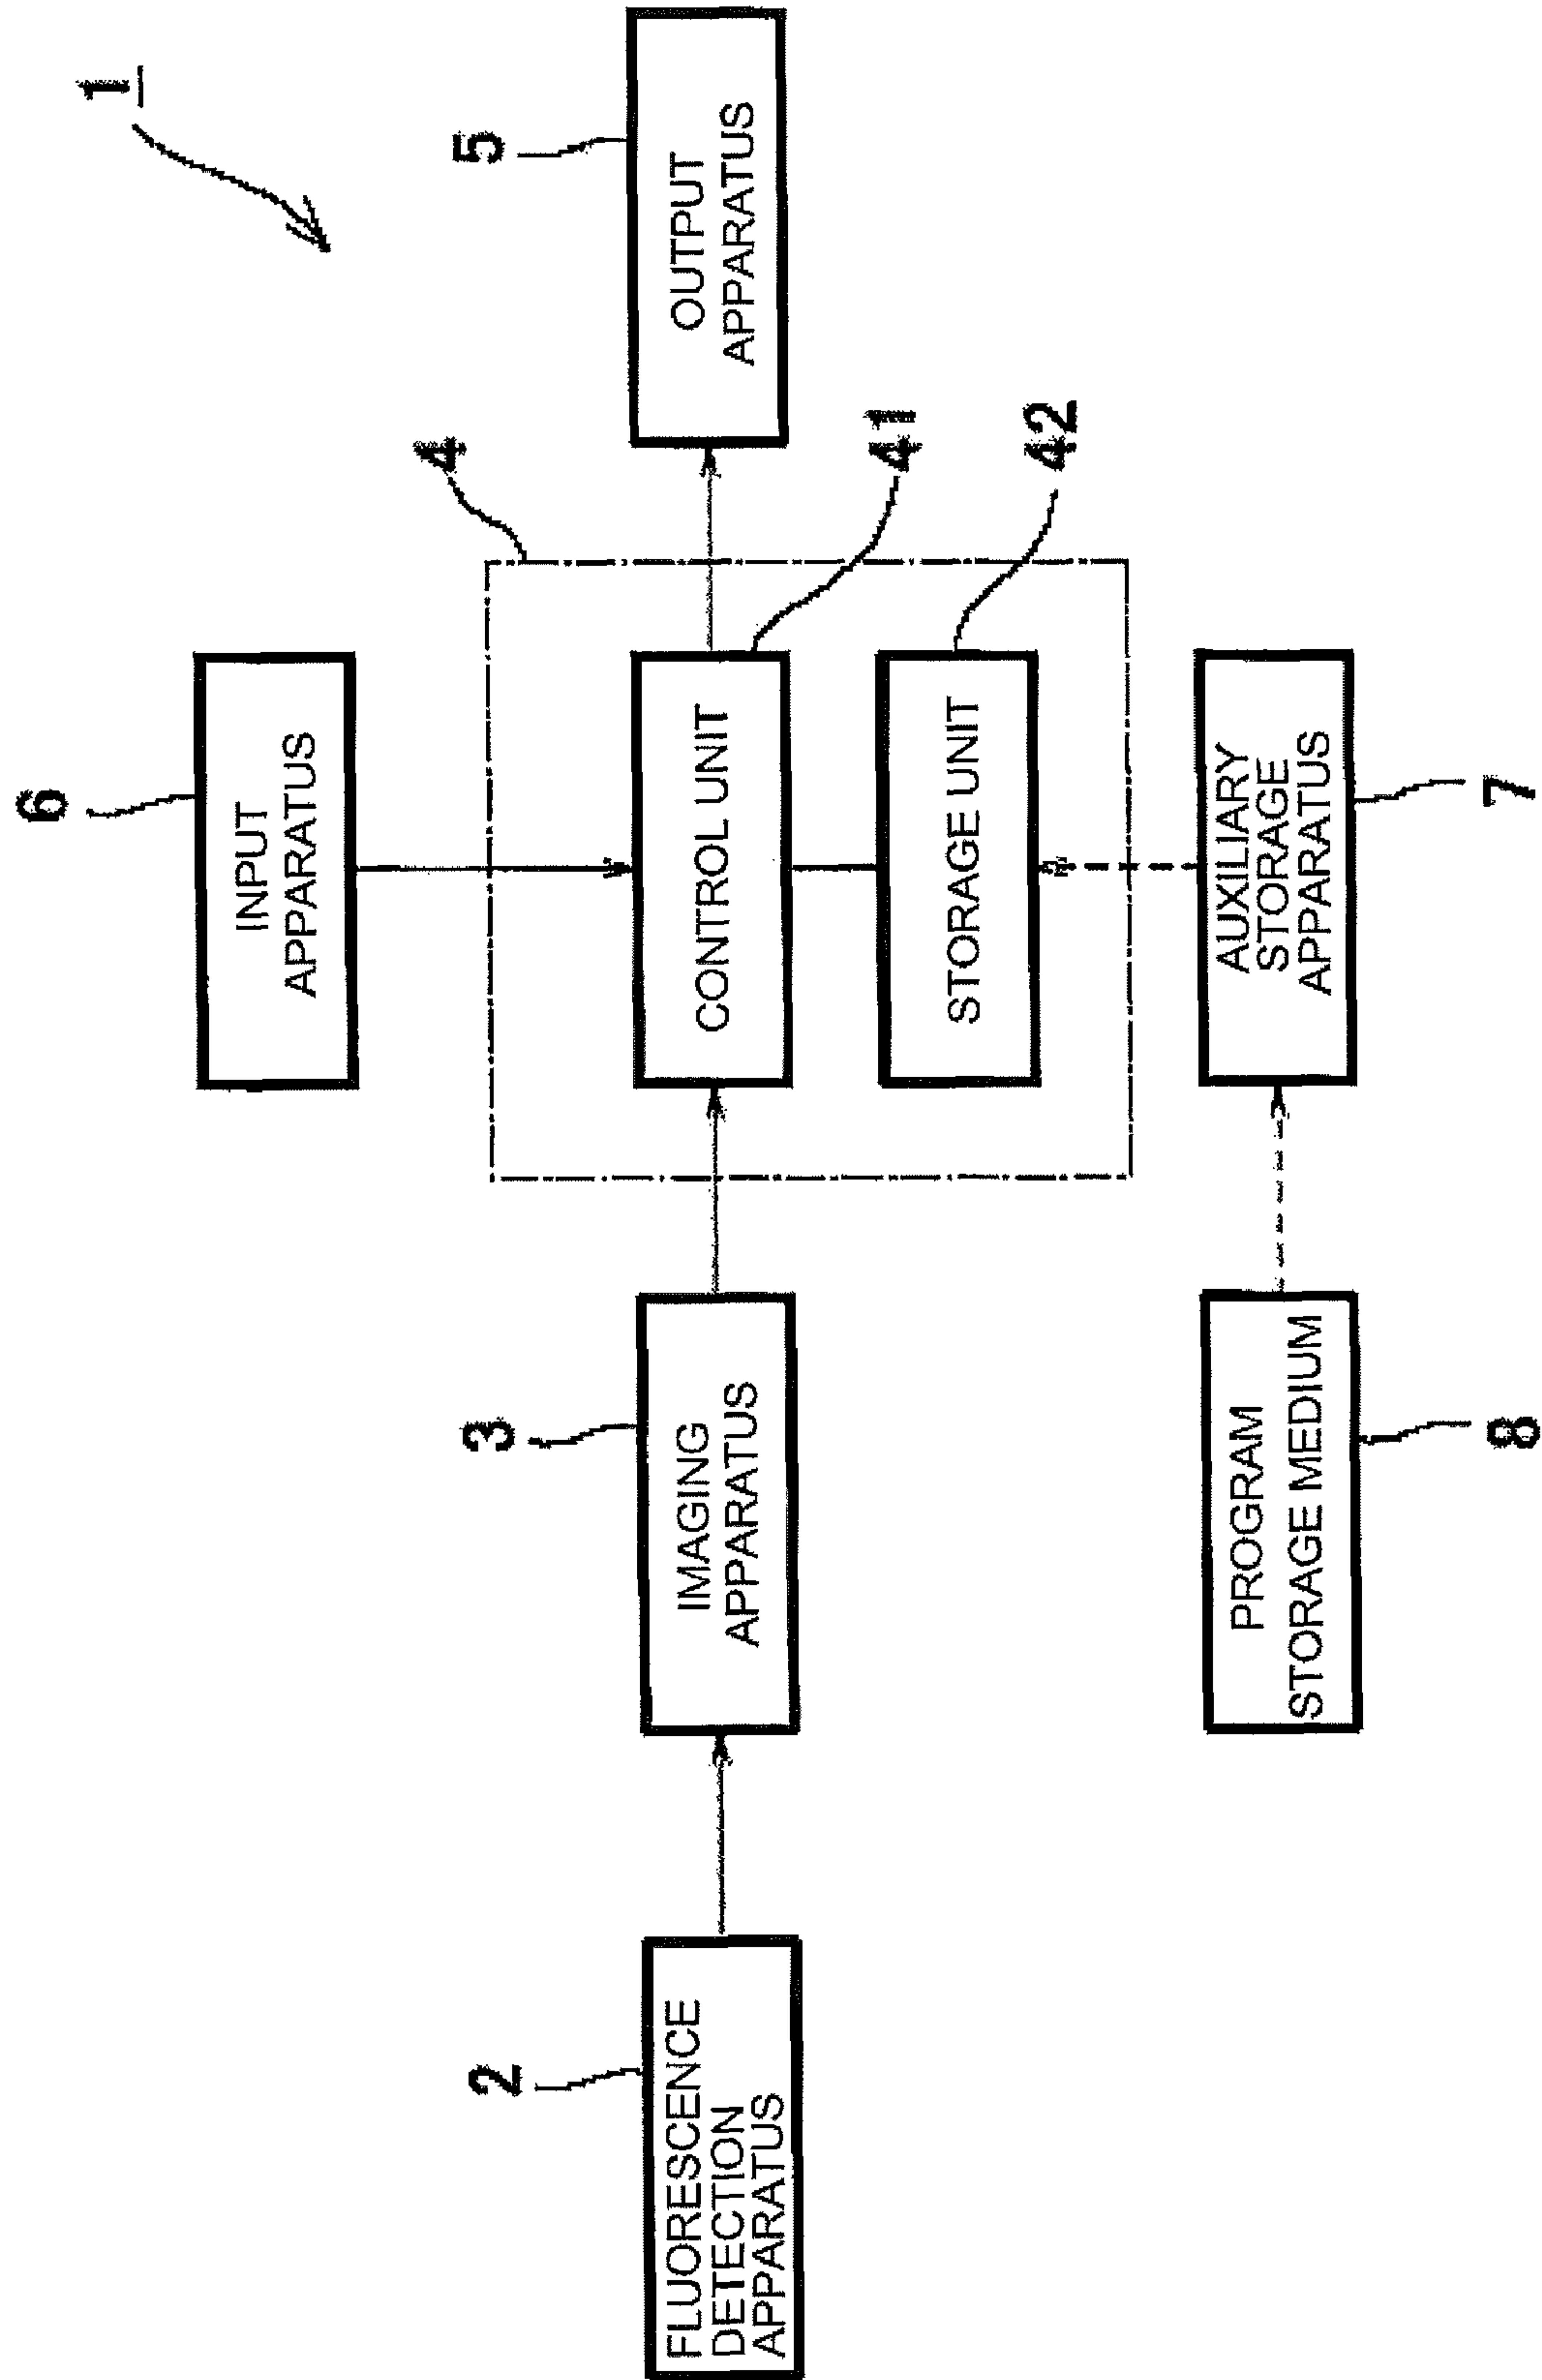 1
6
INPUT
APPARATUS
4
2
FLUORESCENCE
DETECTION
APPARATUS
3
IMAGING
APPARATUS
CONTROL UNIT
41
5
OUTPUT
APPARATUS
STORAGE UNIT
42
PROGRAM
STORAGE MEDIUM
8
AUXILIARY
STORAGE
APPARATUS
7